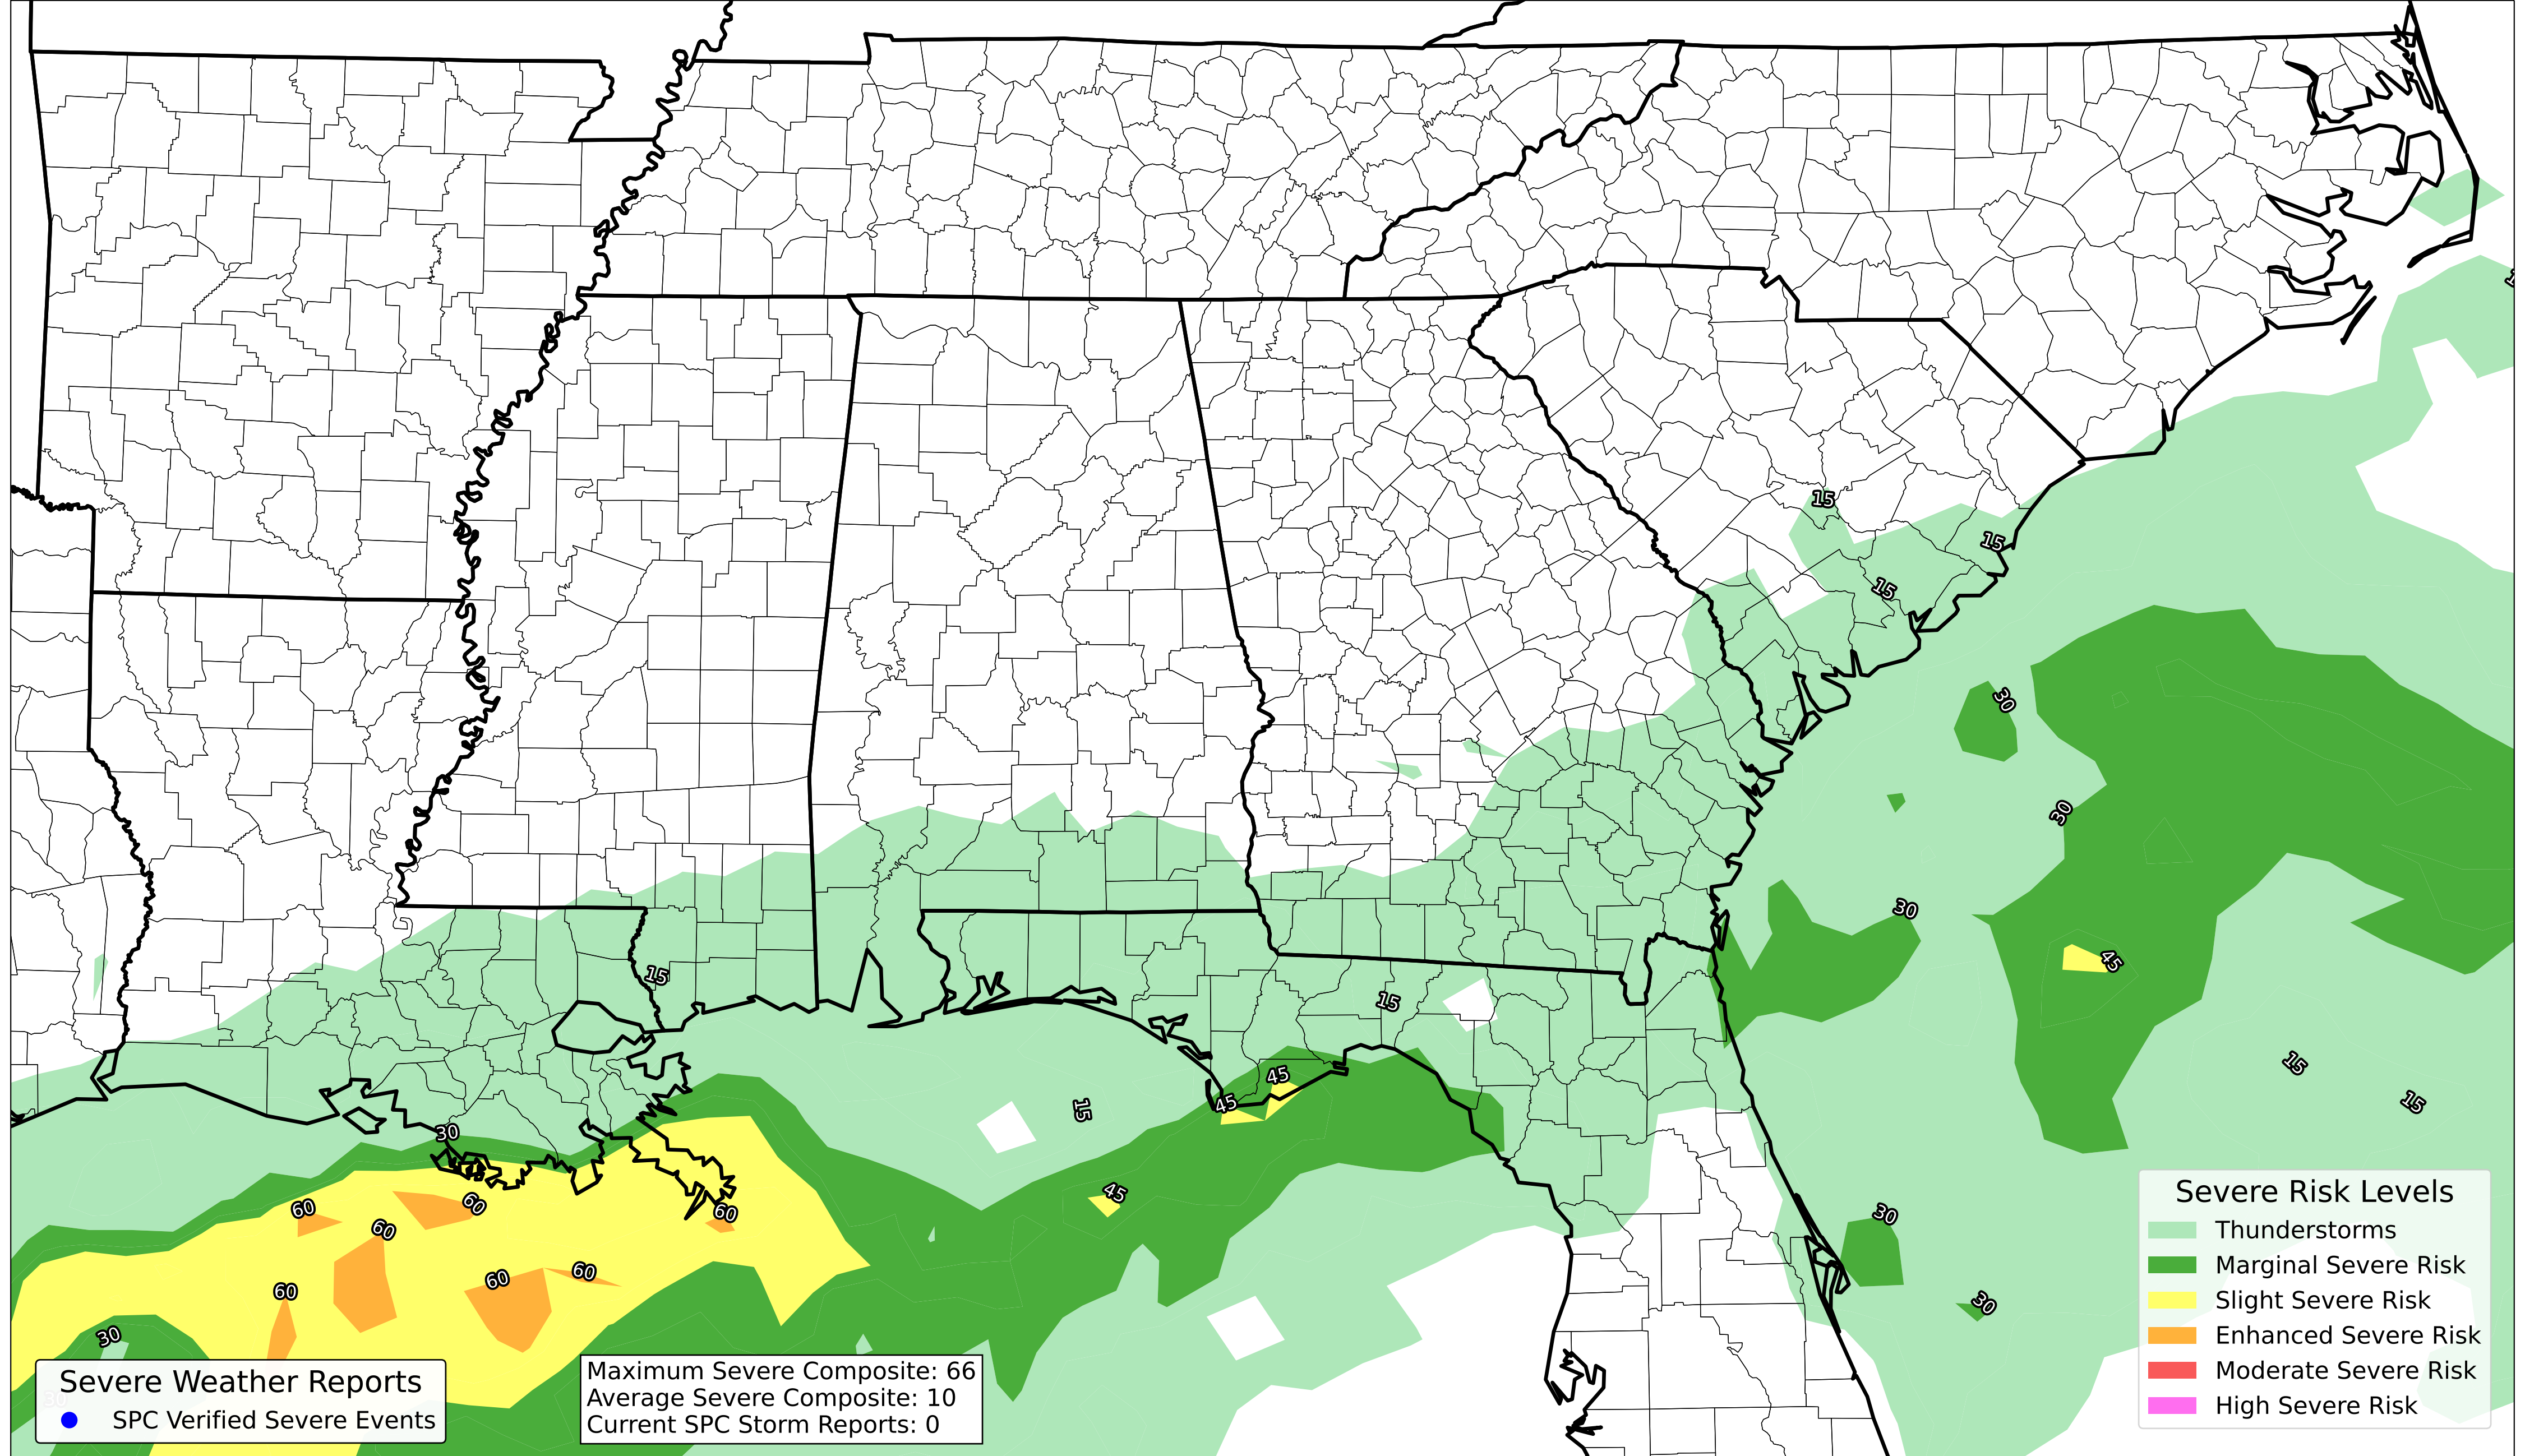 15
15
15
30
30
30
45
15
15
45
45
15
15
15
30
45
60
60
60
60
30
60
60
60
30
30
Severe Risk Levels
Thunderstorms
Marginal Severe Risk
Slight Severe Risk
Enhanced Severe Risk
Moderate Severe Risk
High Severe Risk
Severe Weather Reports
SPC Verified Severe Events
Maximum Severe Composite: 66
Average Severe Composite: 10
Current SPC Storm Reports: 0